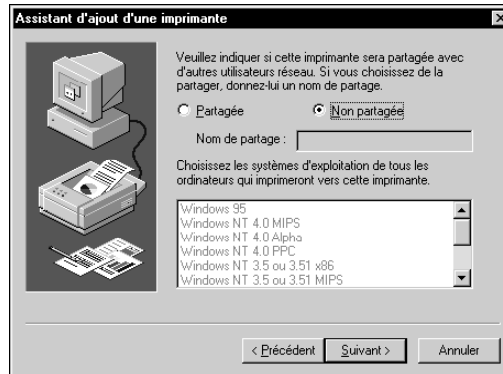 Assistant d'ajout d'une imprimante
Veuillez indiquer si cette imprimante sera partagée avec
d'autres utilisateurs réseau. Si vous choisissez de la
partager, donnez-lui un nom de partage.
Partagée Non partagée
Nom de partage :
Choisissez les systèmes d'exploitation de tous les
ordinateurs qui imprimeront vers cette imprimante.
Windows 95
Windows NT 4.0 MIPS
Windows NT 4.0 Alpha
Windows NT 4.0 PPC
Windows NT 3.5 ou 3.51 x86
Windows NT 3.5 ou 3.51 MIPS
< Précédent Suivant > Annuler